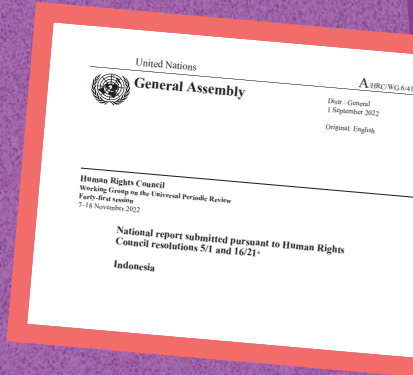 United Nations
General Assembly
A/HRC/WG.6/41
Distr.: General
1 September 2022
Original: English
Human Rights Council
Working Group on the Universal Periodic Review
Forty-first session
7–18 November 2022
National report submitted pursuant to Human Rights
Council resolutions 5/1 and 16/21*
Indonesia